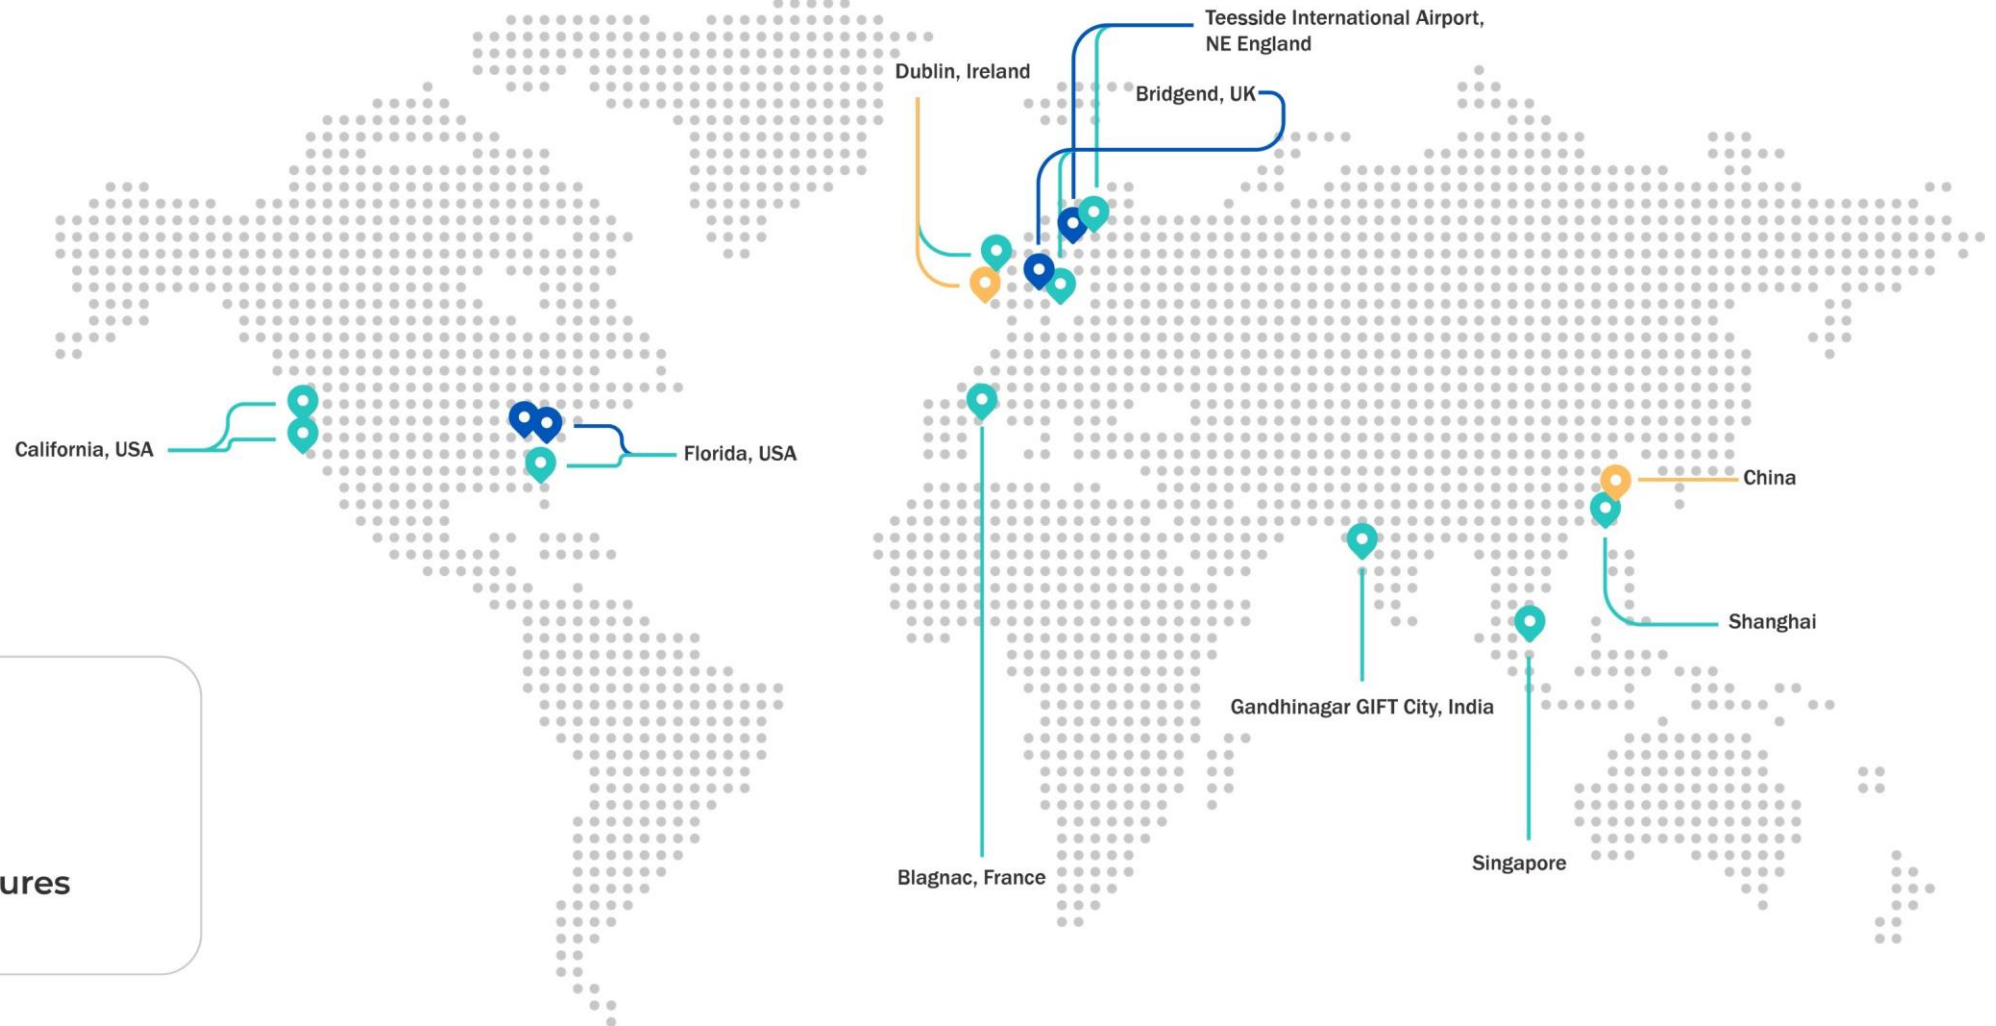 Teesside International Airport,
NE England
Dublin, Ireland
Bridgend, UK
California, USA
Florida, USA
China
Shanghai
Gandhinagar GIFT City, India
Singapore
Blagnac, France
ures